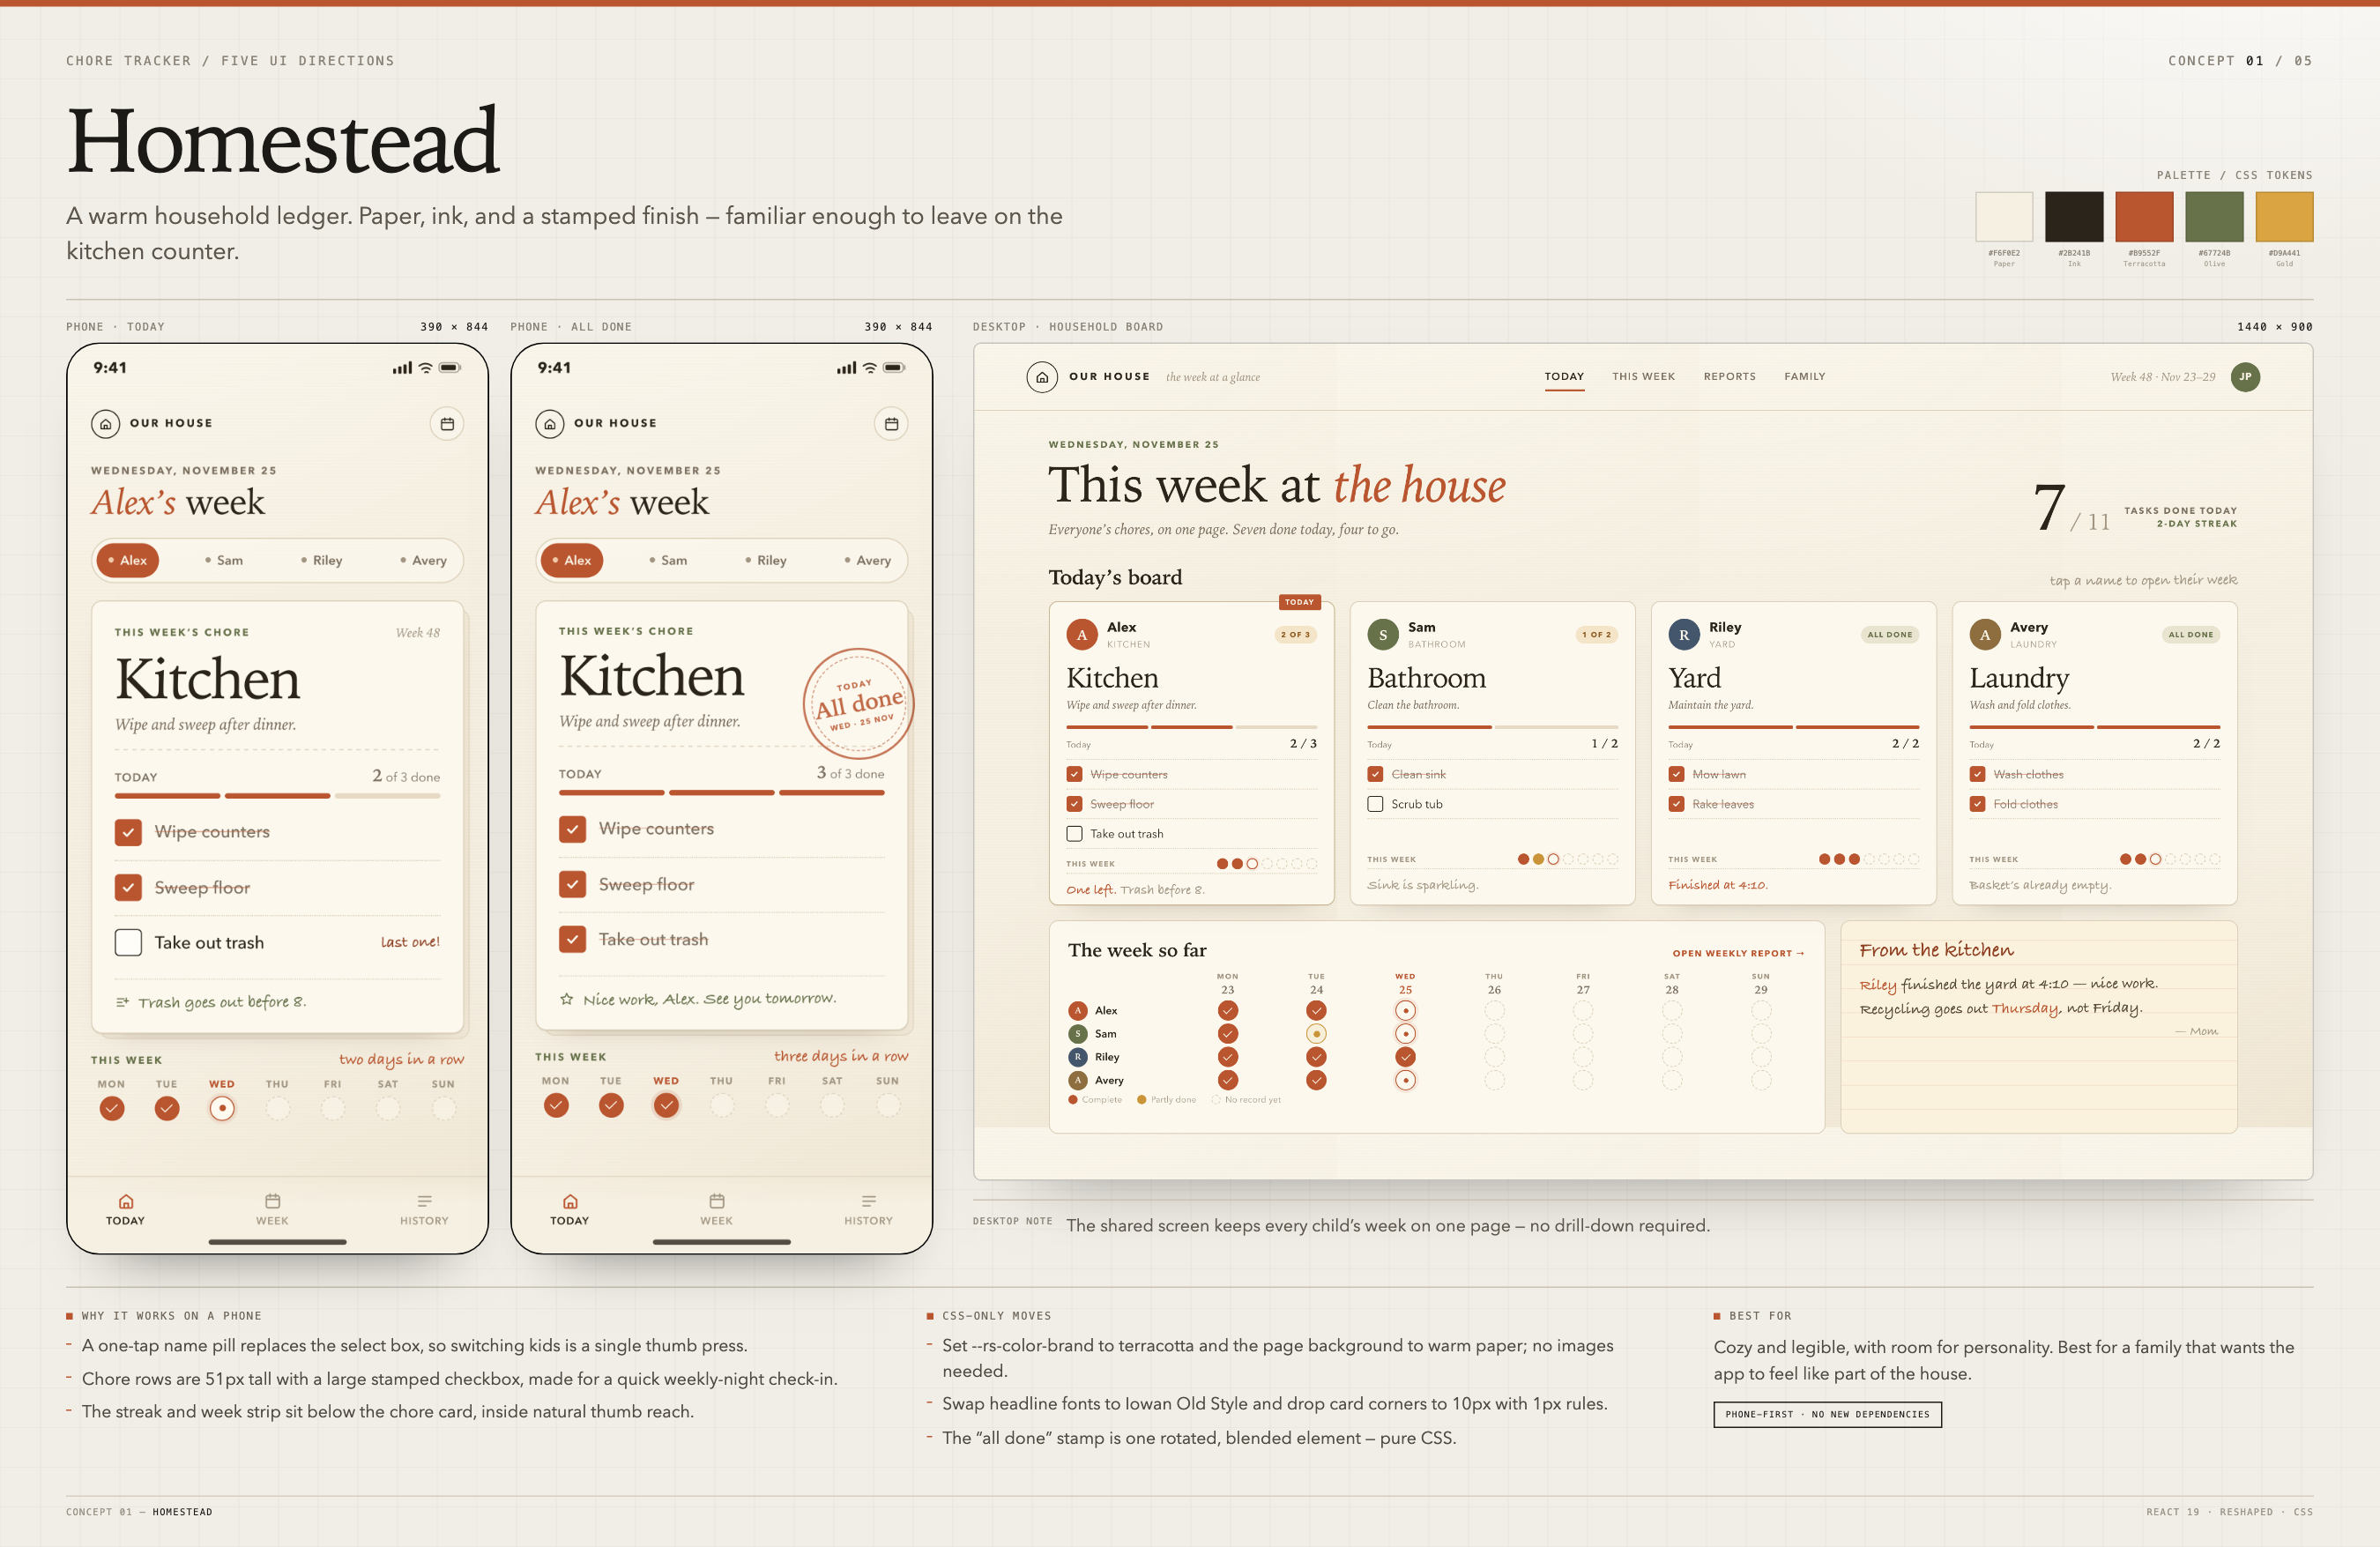 CHORE TRACKER / FIVE UI DIRECTIONS
CONCEPT 01 / 05
Homestead
A warm household ledger. Paper, ink, and a stamped finish – familiar enough to leave on the
kitchen counter.
PALETTE / CSS TOKENS
#F6F0E2 #2B241B #B9552F #67724B #D9A441
Paper Ink Terracotta Olive Gold
PHONE · TODAY 390 × 844
9:41
OUR HOUSE
WEDNESDAY, NOVEMBER 25
Alex’s week
Alex Sam Riley Avery
THIS WEEK’S CHORE Week 48
Kitchen
Wipe and sweep after dinner.
TODAY 2 of 3 done
Wipe counters
Sweep floor
Take out trash last one!
Trash goes out before 8.
THIS WEEK two days in a row
MON TUE WED THU FRI SAT SUN
TODAY WEEK HISTORY
PHONE · ALL DONE 390 × 844
9:41
OUR HOUSE
WEDNESDAY, NOVEMBER 25
Alex’s week
Alex Sam Riley Avery
THIS WEEK’S CHORE
Kitchen
Wipe and sweep after dinner.
TODAY
All done
WED · 25 NOV
TODAY 3 of 3 done
Wipe counters
Sweep floor
Take out trash
Nice work, Alex. See you tomorrow.
THIS WEEK three days in a row
MON TUE WED THU FRI SAT SUN
TODAY WEEK HISTORY
DESKTOP · HOUSEHOLD BOARD 1440 × 900
OUR HOUSE the week at a glance
TODAY THIS WEEK REPORTS FAMILY
Week 48 · Nov 23–29 JP
WEDNESDAY, NOVEMBER 25
This week at the house
Everyone’s chores, on one page. Seven done today, four to go.
7 / 11
TASKS DONE TODAY
2-DAY STREAK
Today’s board
tap a name to open their week
TODAY
A Alex 2 OF 3
KITCHEN
Kitchen
Wipe and sweep after dinner.
Today 2 / 3
Wipe counters
Sweep floor
Take out trash
THIS WEEK
One left. Trash before 8.
S Sam 1 OF 2
BATHROOM
Bathroom
Clean the bathroom.
Today 1 / 2
Clean sink
Scrub tub
THIS WEEK
Sink is sparkling.
R Riley ALL DONE
YARD
Yard
Maintain the yard.
Today 2 / 2
Mow lawn
Rake leaves
THIS WEEK
Finished at 4:10.
A Avery ALL DONE
LAUNDRY
Laundry
Wash and fold clothes.
Today 2 / 2
Wash clothes
Fold clothes
THIS WEEK
Basket’s already empty.
The week so far
OPEN WEEKLY REPORT →
MON TUE WED THU FRI SAT SUN
23 24 25 26 27 28 29
A Alex
S Sam
R Riley
A Avery
Complete Partly done No record yet
From the kitchen
Riley finished the yard at 4:10 — nice work.
Recycling goes out Thursday, not Friday.
— Mom
DESKTOP NOTE The shared screen keeps every child’s week on one page – no drill-down required.
WHY IT WORKS ON A PHONE
– A one-tap name pill replaces the select box, so switching kids is a single thumb press.
– Chore rows are 51px tall with a large stamped checkbox, made for a quick weekly-night check-in.
– The streak and week strip sit below the chore card, inside natural thumb reach.
CSS-ONLY MOVES
– Set --rs-color-brand to terracotta and the page background to warm paper; no images
needed.
– Swap headline fonts to Iowan Old Style and drop card corners to 10px with 1px rules.
– The “all done” stamp is one rotated, blended element – pure CSS.
BEST FOR
Cozy and legible, with room for personality. Best for a family that wants the
app to feel like part of the house.
PHONE-FIRST · NO NEW DEPENDENCIES
CONCEPT 01 — HOMESTEAD
REACT 19 · RESHAPED · CSS